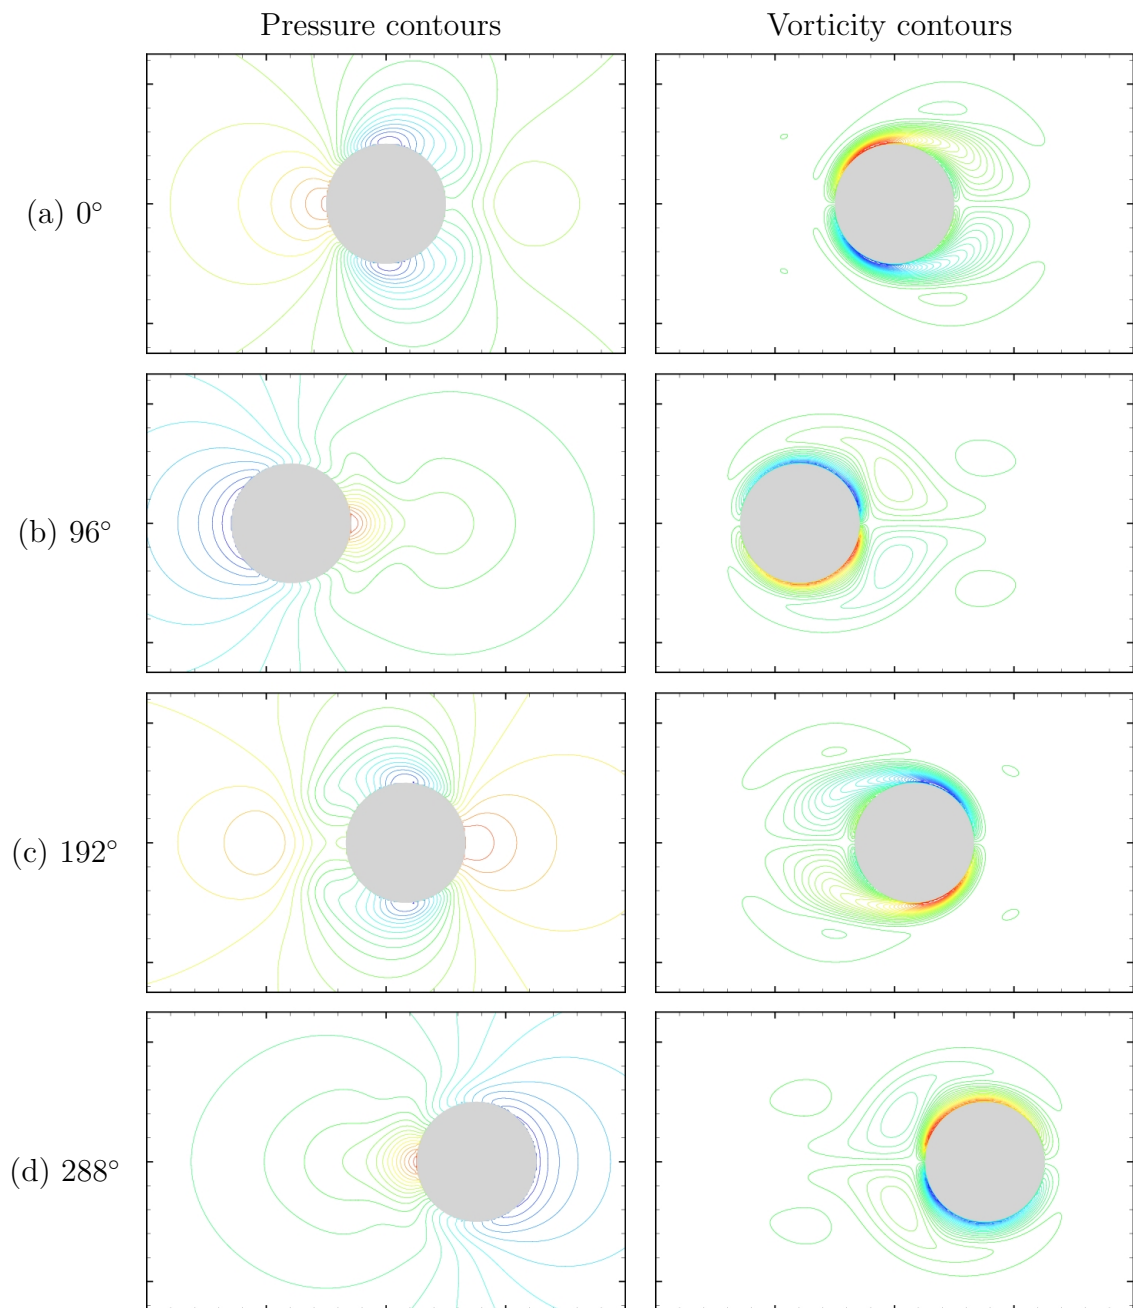 Pressure contours Vorticity contours
(a) 0°
(b) 96°
(c) 192°
(d) 288°